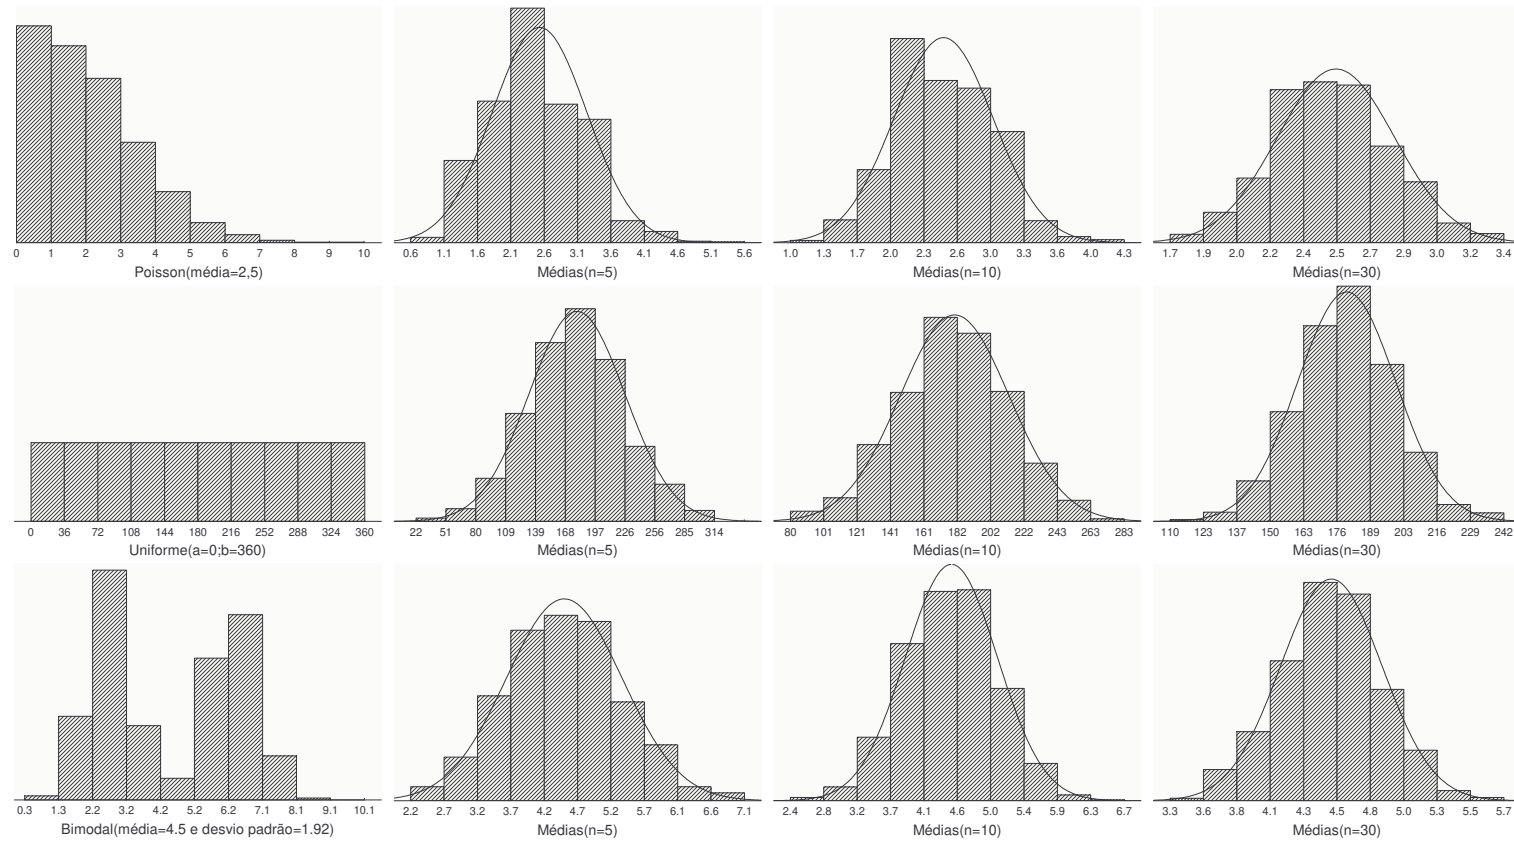 0 1 2 3 4 5 6 7 8 9 10
Poisson(média=2,5)
0.6 1.1 1.6 2.1 2.6 3.1 3.6 4.1 4.6 5.1 5.6
Médias(n=5)
1.0 1.3 1.7 2.0 2.3 2.6 3.0 3.3 3.6 4.0 4.3
Médias(n=10)
1.7 1.9 2.0 2.2 2.4 2.5 2.7 2.9 3.0 3.2 3.4
Médias(n=30)
0 36 72 108 144 180 216 252 288 324 360
Uniforme(a=0;b=360)
22 51 80 109 139 168 197 226 256 285 314
Médias(n=5)
80 101 121 141 161 182 202 222 243 263 283
Médias(n=10)
110 123 137 150 163 176 189 203 216 229 242
Médias(n=30)
0.3 1.3 2.2 3.2 4.2 5.2 6.2 7.1 8.1 9.1 10.1
Bimodal(média=4.5 e desvio padrão=1.92)
2.2 2.7 3.2 3.7 4.2 4.7 5.2 5.7 6.1 6.6 7.1
Médias(n=5)
2.4 2.8 3.2 3.7 4.1 4.6 5.0 5.4 5.9 6.3 6.7
Médias(n=10)
3.3 3.6 3.8 4.1 4.3 4.5 4.8 5.0 5.3 5.5 5.7
Médias(n=30)